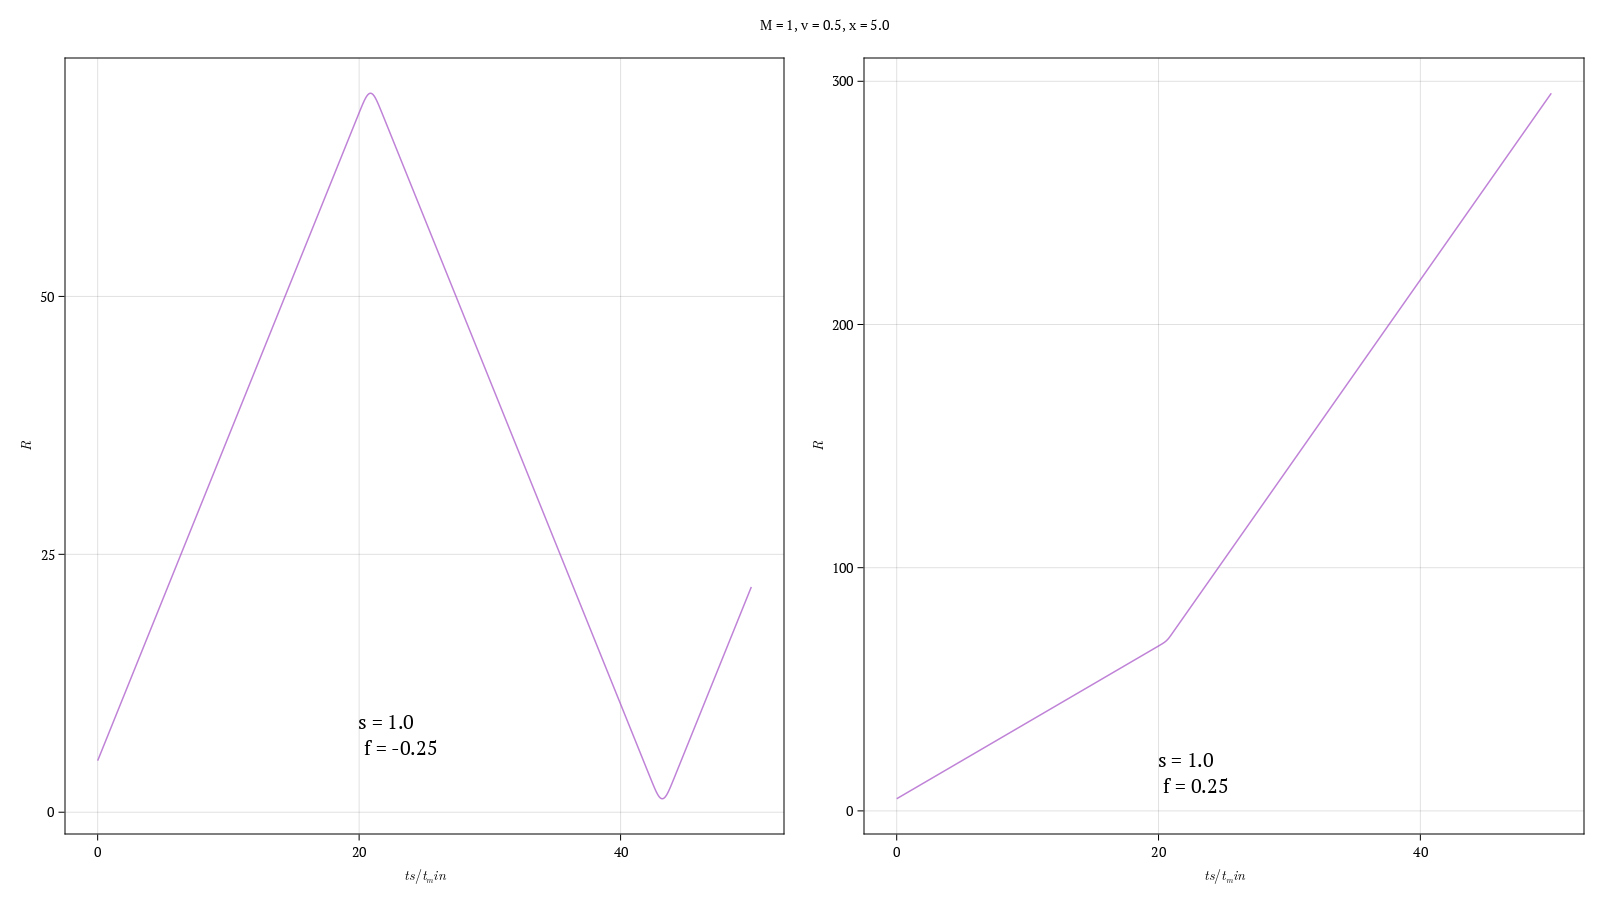 M = 1, v = 0.5, x = 5.0
R
50
25
0
s = 1.0
f = -0.25
0
20
40
ts/t_min
R
300
200
100
0
s = 1.0
f = 0.25
0
20
40
ts/t_min